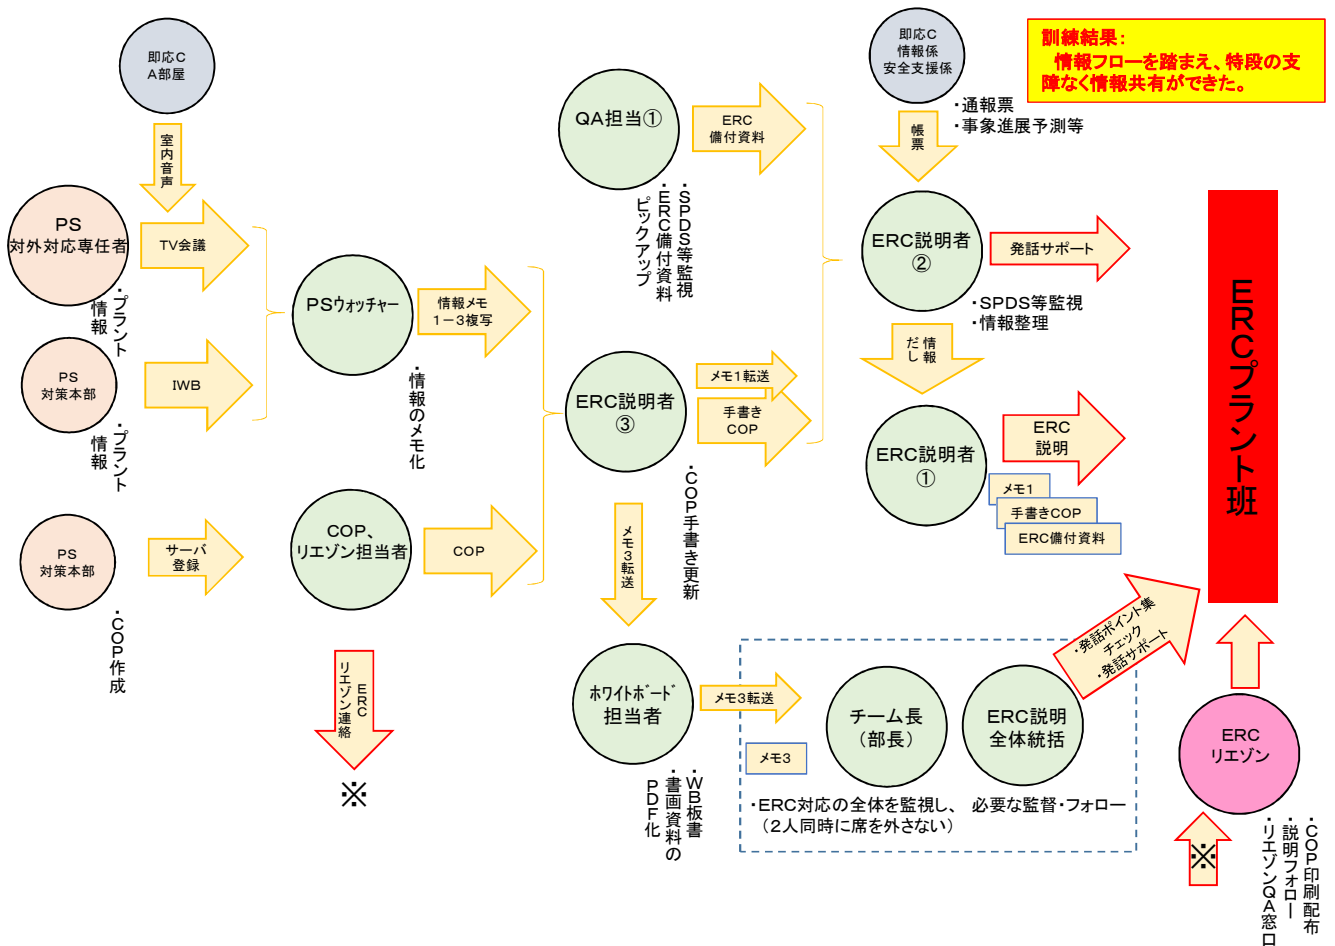 即応C
A部屋
室内音声
PS
対外対応専任者
TV会議
・プラント
情報
PS
対策本部
IWB
・プラント
情報
PS
対策本部
サーバ
登録
・COP作成
PSウォッチャー
情報メモ
1－3複写
・情報のメモ化
COP、
リエゾン担当者
COP
ERC
リエゾン連絡
※
QA担当①
ERC
備付資料
・SPDS等監視
・ERC備付資料
ピックアップ
ERC説明者
③
メモ1転送
手書き
COP
・COP手書き更新
メモ3転送
ホワイトボード
担当者
・WB板書
・書画資料の
PDF化
メモ3転送
メモ3
チーム長
（部長）
ERC説明
全体統括
・ERC対応の全体を監視し、 必要な監督・フォロー
（2人同時に席を外さない）
・発話ポイント集
チェック
・発話サポート
即応C
情報係
安全支援係
・通報票
・事象進展予測等
帳票
ERC説明者
②
発話サポート
・SPDS等監視
・情報整理
情報
だし
ERC説明者
①
ERC
説明
メモ1
手書きCOP
ERC備付資料
訓練結果：
情報フローを踏まえ、特段の支
障なく情報共有ができた。
ERCプラント班
ERC
リエゾン
※
・COP印刷配布
・説明フォロー
・リエゾンQA窓口